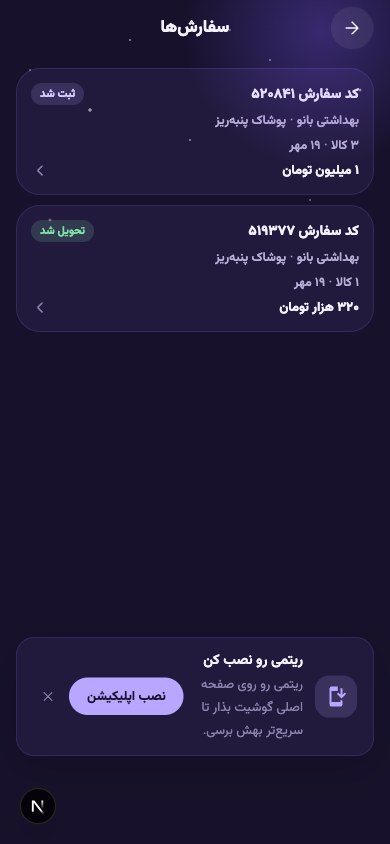 سفارش‌ها
کد سفارش ۵۲۰۸۴۱
ثبت شد
بهداشتی بانو · پوشاک پنبه‌ریز
۳ کالا · ۱۹ مهر
۱ میلیون تومان
کد سفارش ۵۱۹۳۷۷
تحویل شد
بهداشتی بانو · پوشاک پنبه‌ریز
۱ کالا · ۱۹ مهر
۳۲۰ هزار تومان
ریتمی رو نصب کن
ریتمی رو روی صفحه
اصلی گوشیت بذار تا
سریع‌تر بهش برسی.
نصب اپلیکیشن
N